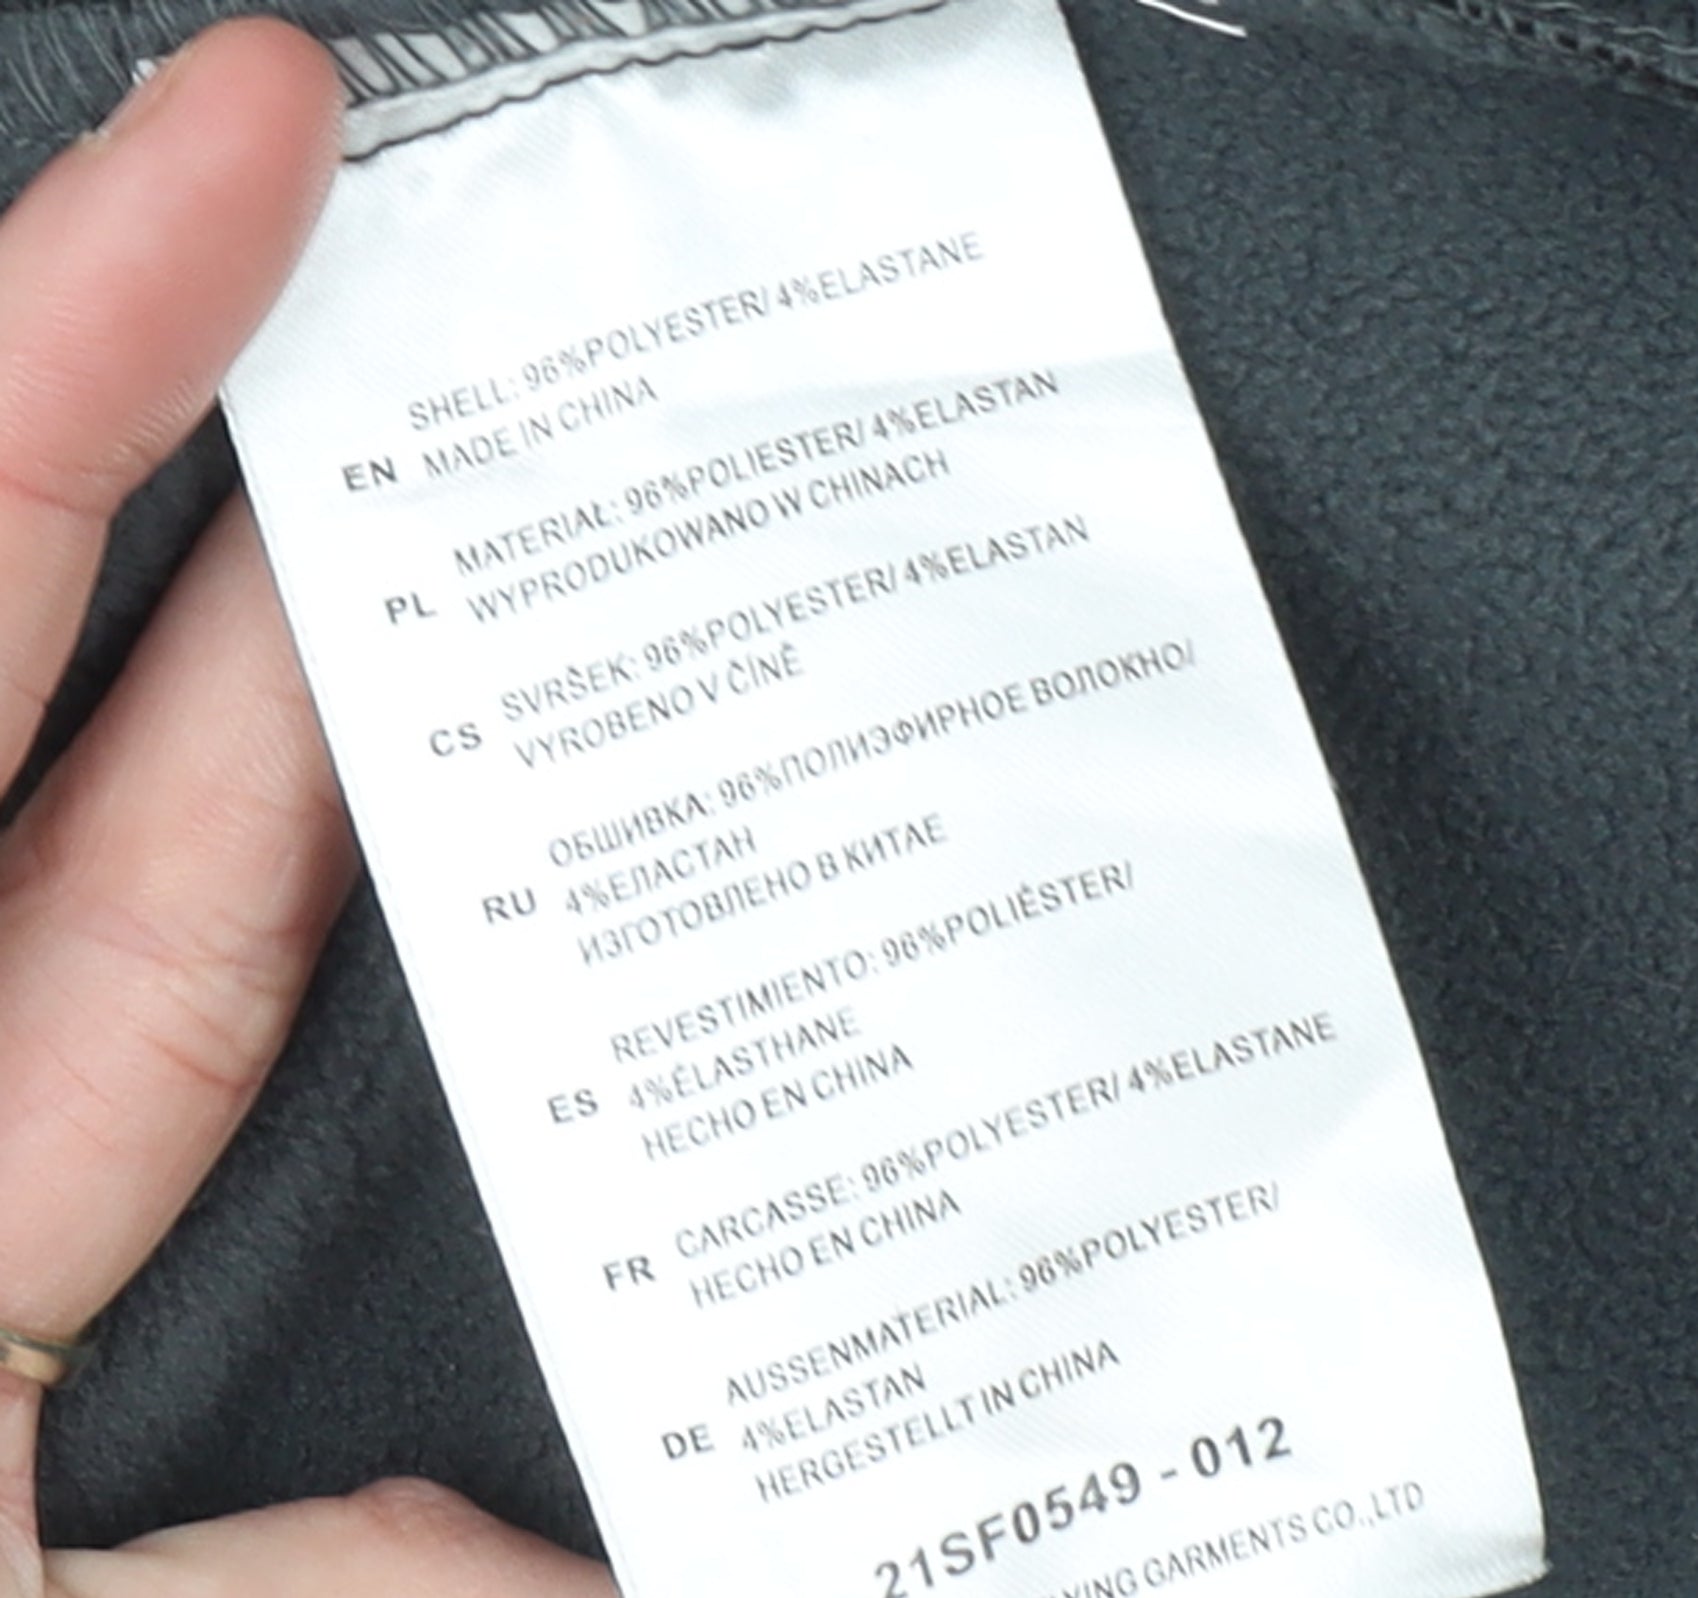 SHELL: 96%POLYESTER/ 4%ELASTANE
EN MADE IN CHINA
MATERIAŁ: 96%POLIESTER/ 4%ELASTAN
PL WYPRODUKOWANO W CHINACH
SVRŠEK: 96%POLYESTER/ 4%ELASTAN
CS VYROBENO V ČÍNĚ
ОБШИВКА: 96%ПОЛИЭФИРНОЕ ВОЛОКНО/
RU 4%ЕЛАСТАН
ИЗГОТОВЛЕНО В КИТАЕ
REVESTIMIENTO: 96%POLIÉSTER/
ES 4%ÉLASTHANE
HECHO EN CHINA
CARCASSE: 96%POLYESTER/ 4%ELASTANE
FR HECHO EN CHINA
AUSSENMATERIAL: 96%POLYESTER/
DE 4%ELASTAN
HERGESTELLT IN CHINA
21SF0549 - 012
GARMENTS CO.,LTD